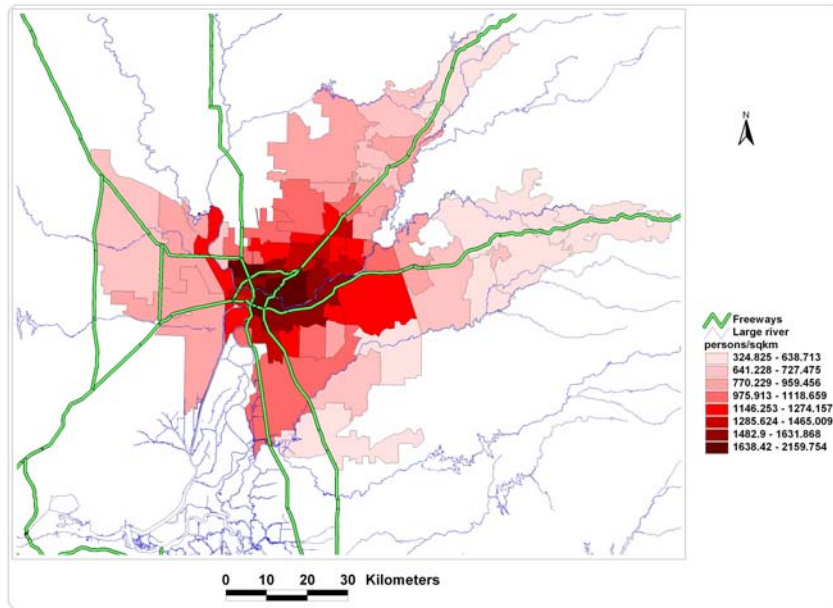 N
Freeways
Large river
persons/sqkm
324.825 - 638.713
641.228 - 727.475
770.229 - 959.456
975.913 - 1118.659
1146.253 - 1274.157
1285.624 - 1465.009
1482.9 - 1631.868
1638.42 - 2159.754
0 10 20 30 Kilometers